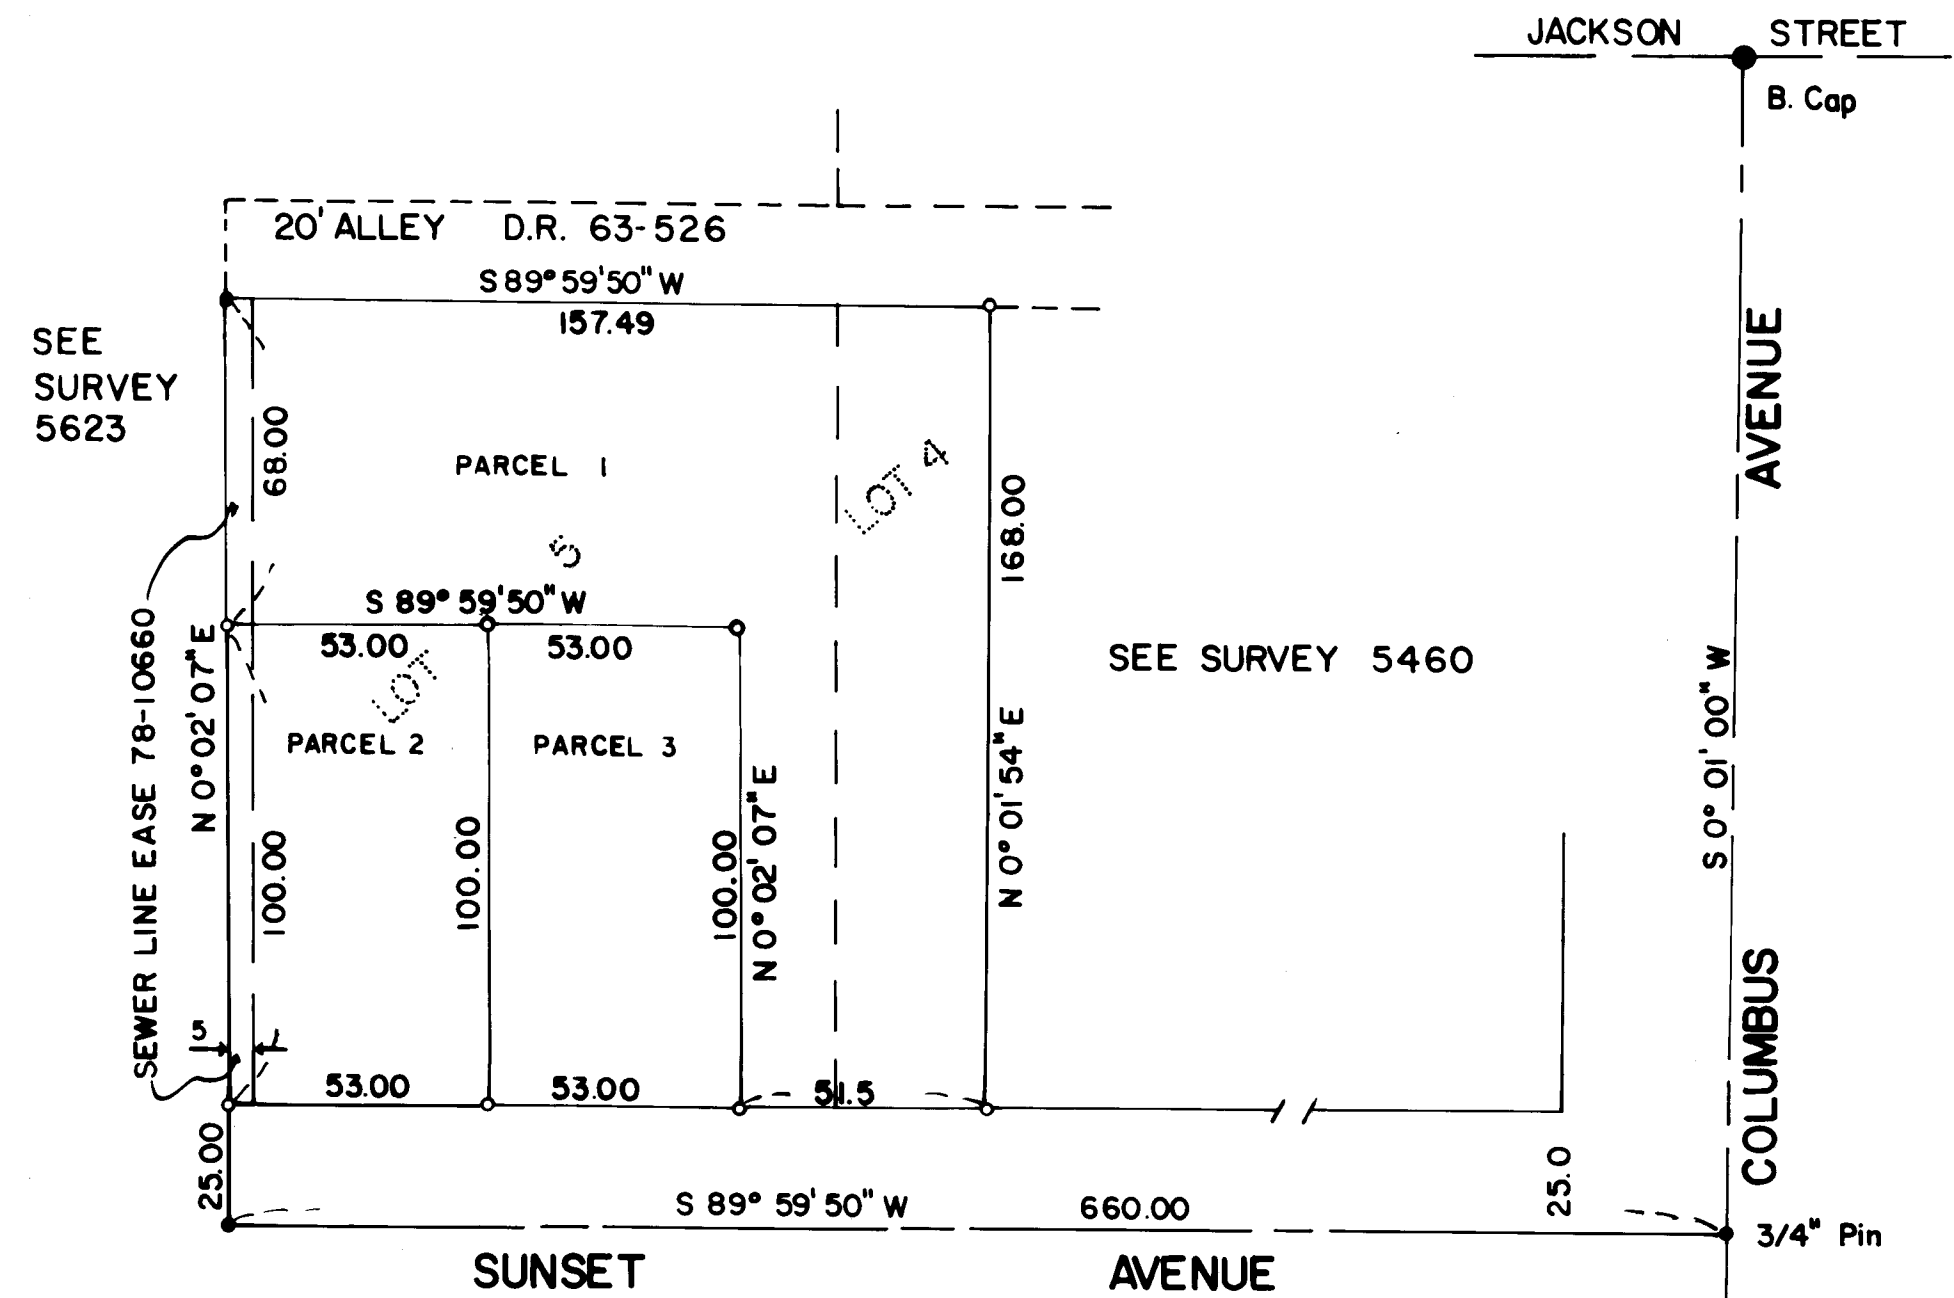 JACKSON STREET
B. Cap
20' ALLEY D.R. 63-526
S 89° 59' 50" W
157.49
SEE
SURVEY
5623
68.00
PARCEL 1
LOT 4
168.00
AVENUE
5
S 89° 59' 50" W
53.00 53.00
LOT
SEE SURVEY 5460
SEWER LINE EASE 78-10660
N 0° 02' 07" E
PARCEL 2 PARCEL 3
100.00
100.00
100.00
N 0° 02' 07" E
N 0° 01' 54" E
S 0° 01' 00" W
5'
53.00 53.00 51.5
COLUMBUS
25.00
25.0
S 89° 59' 50" W 660.00
3/4" Pin
SUNSET AVENUE